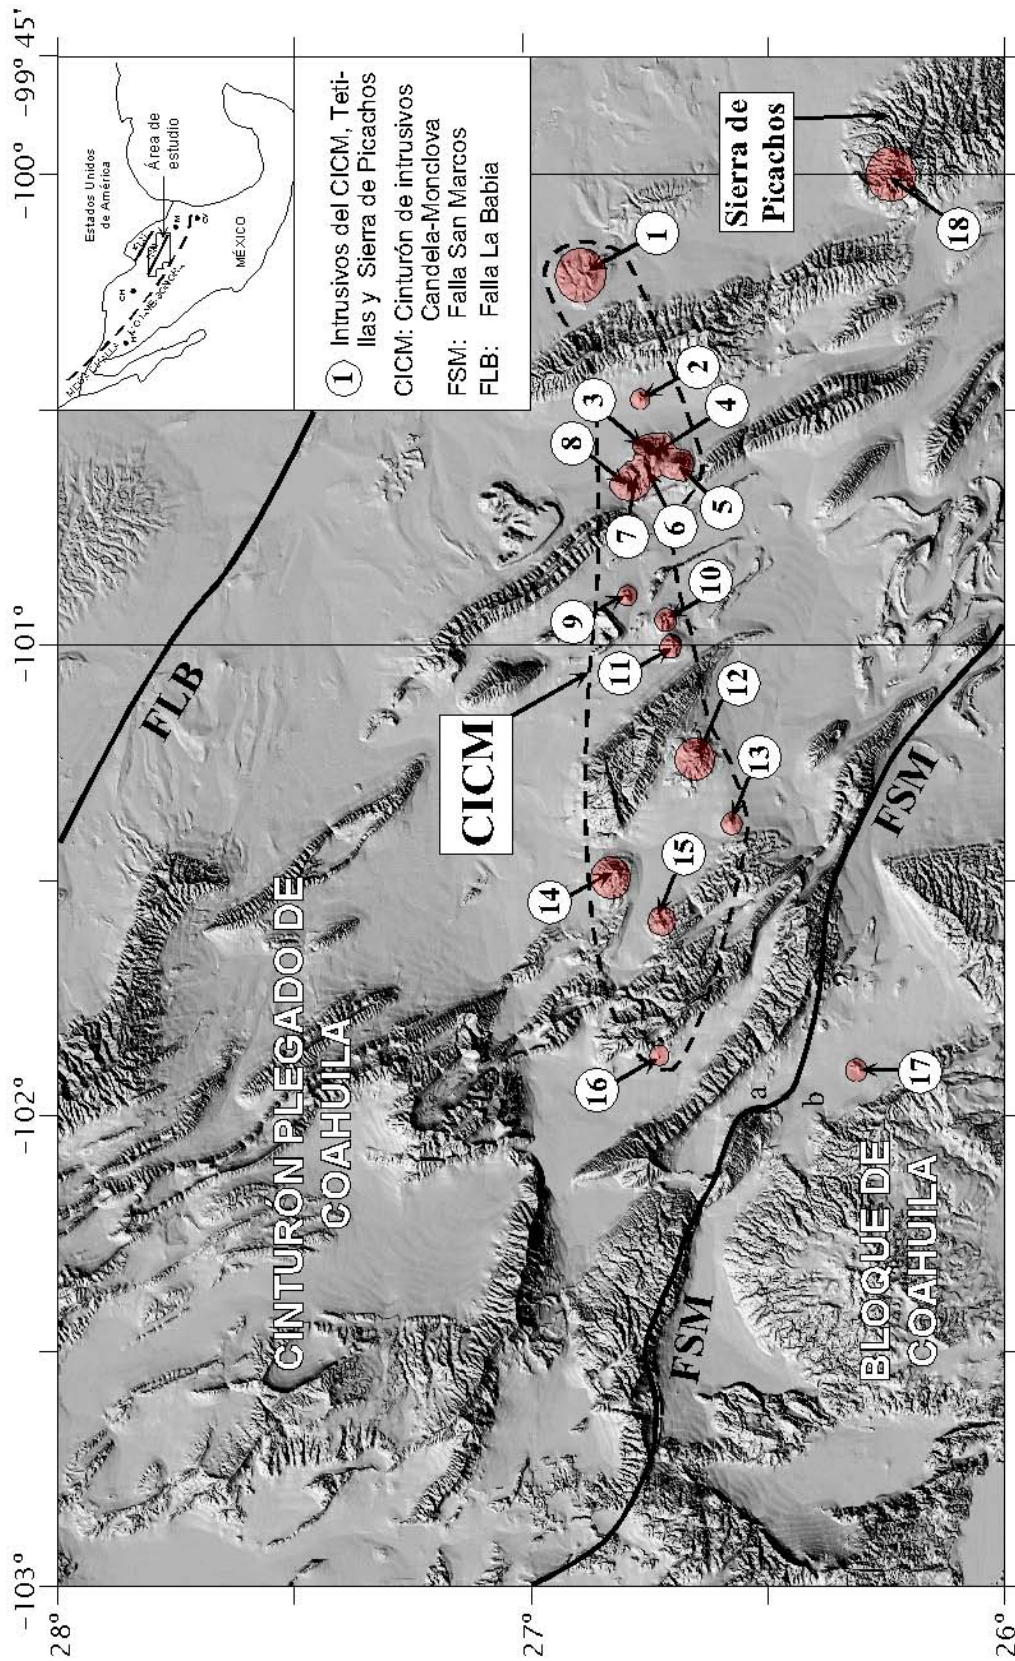 -103°
-102°
-101°
-100°
-99° 45'
28°
27°
26°
CINTURÓN PLEGADO DE
COAHUILA
BLOQUE DE
COAHUILA
FLB
FSM
FSM
CICM
Sierra de
Picachos
a
b
1
2
3
4
5
6
7
8
9
10
11
12
13
14
15
16
17
18
Estados Unidos
de América
Área de
estudio
MÉXICO
CH
H
M
CV
1 Intrusivos del CICM, Teti-
llas y Sierra de Picachos
CICM: Cinturón de intrusivos
Candela-Monclova
FSM: Falla San Marcos
FLB: Falla La Babia